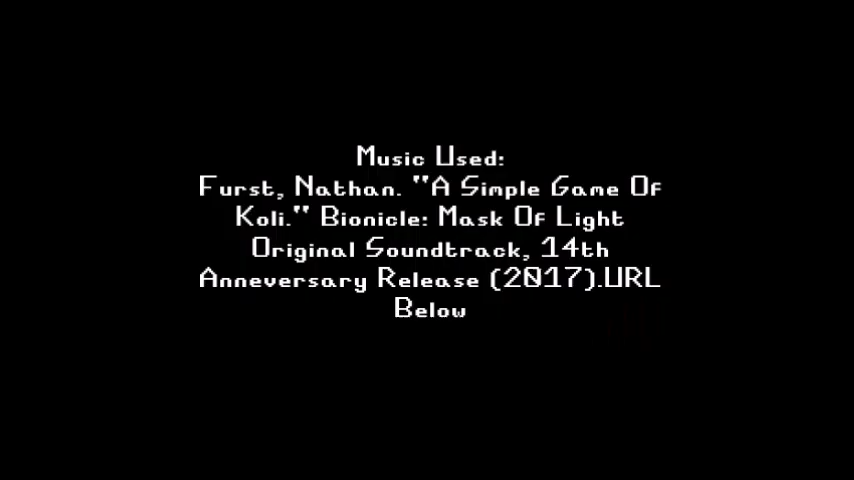 Music Used:
Furst, Nathan. "A Simple Game Of
Koli." Bionicle: Mask Of Light
Original Soundtrack, 14th
Anneversary Release (2017).URL
Below